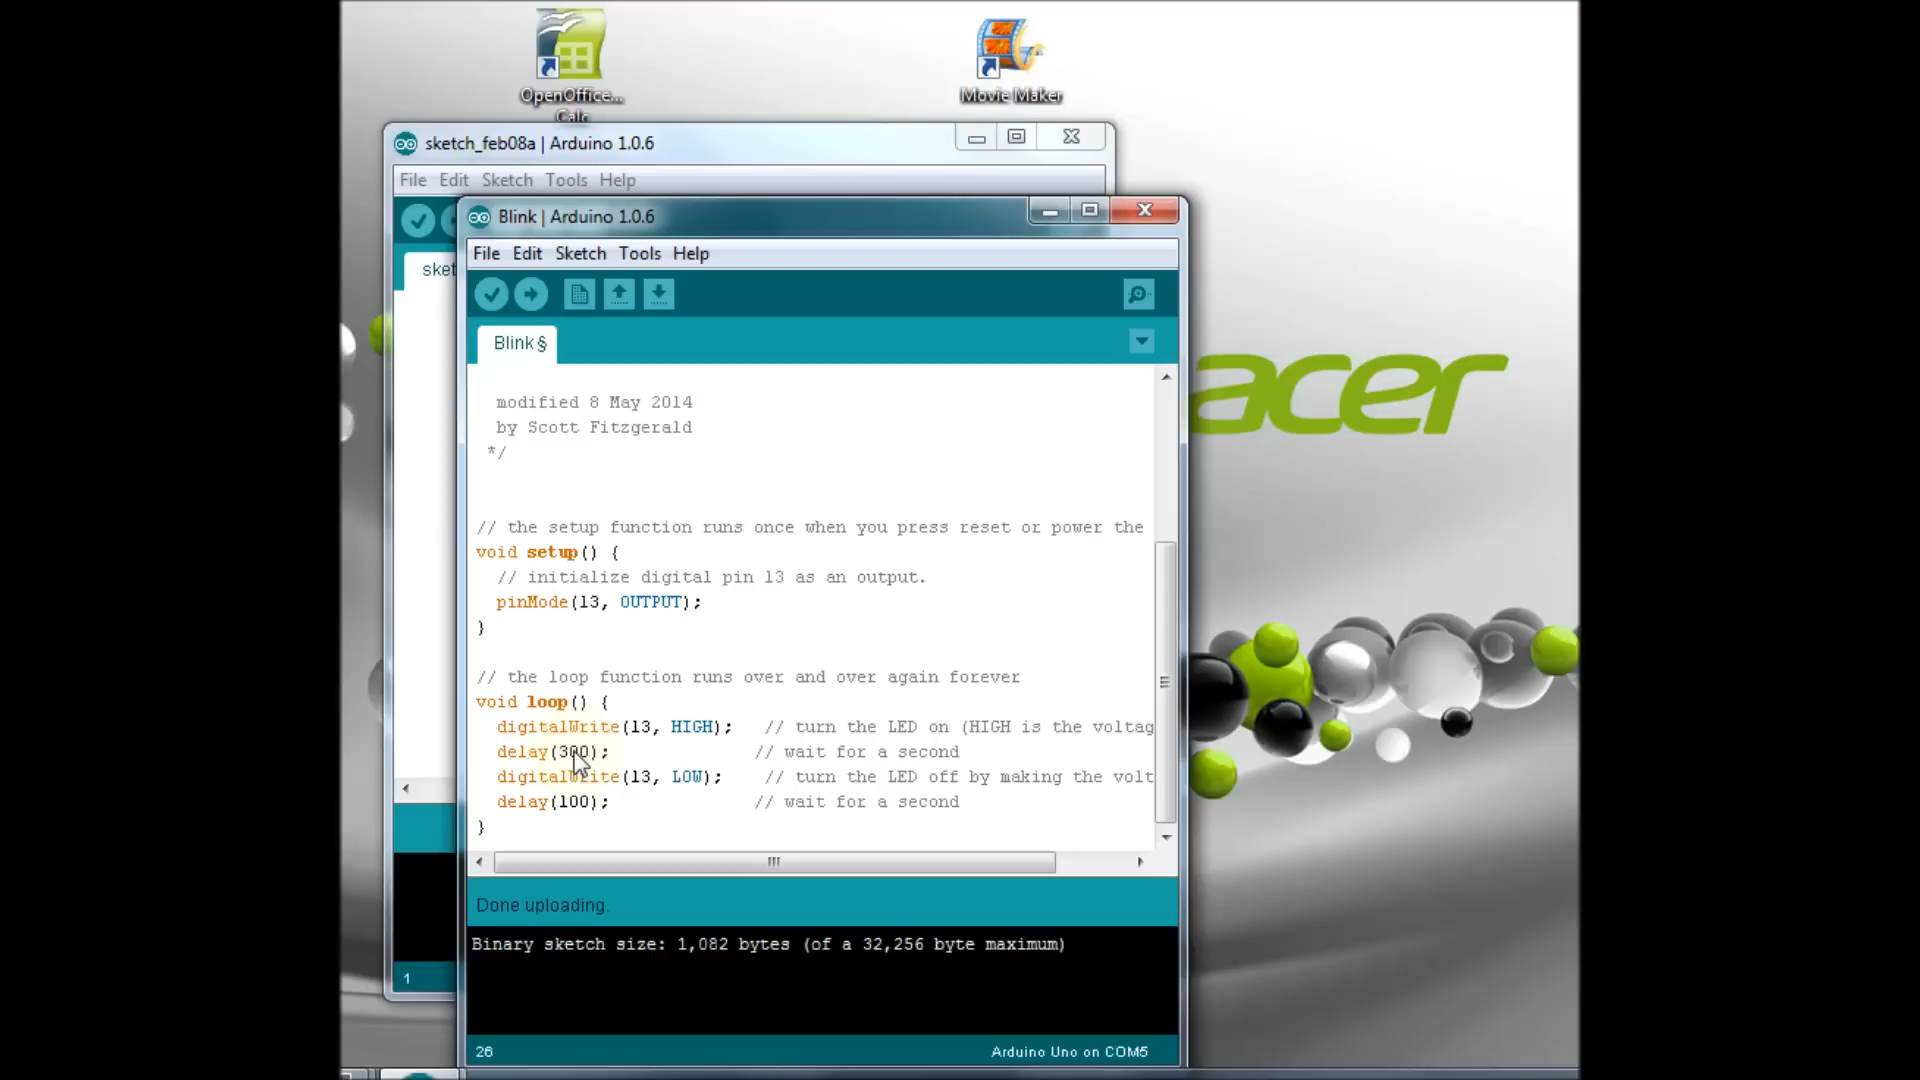 OpenOffice...
Calc
Movie Maker
sketch_feb08a | Arduino 1.0.6
File Edit Sketch Tools Help
sket
Blink | Arduino 1.0.6
File Edit Sketch Tools Help
Blink §
modified 8 May 2014
by Scott Fitzgerald
*/
// the setup function runs once when you press reset or power the
void setup() {
// initialize digital pin 13 as an output.
pinMode(13, OUTPUT);
}
// the loop function runs over and over again forever
void loop() {
digitalWrite(13, HIGH); // turn the LED on (HIGH is the voltag
delay(300); // wait for a second
digitalWrite(13, LOW); // turn the LED off by making the volt
delay(100); // wait for a second
}
Done uploading.
Binary sketch size: 1,082 bytes (of a 32,256 byte maximum)
1
26 Arduino Uno on COM5
acer